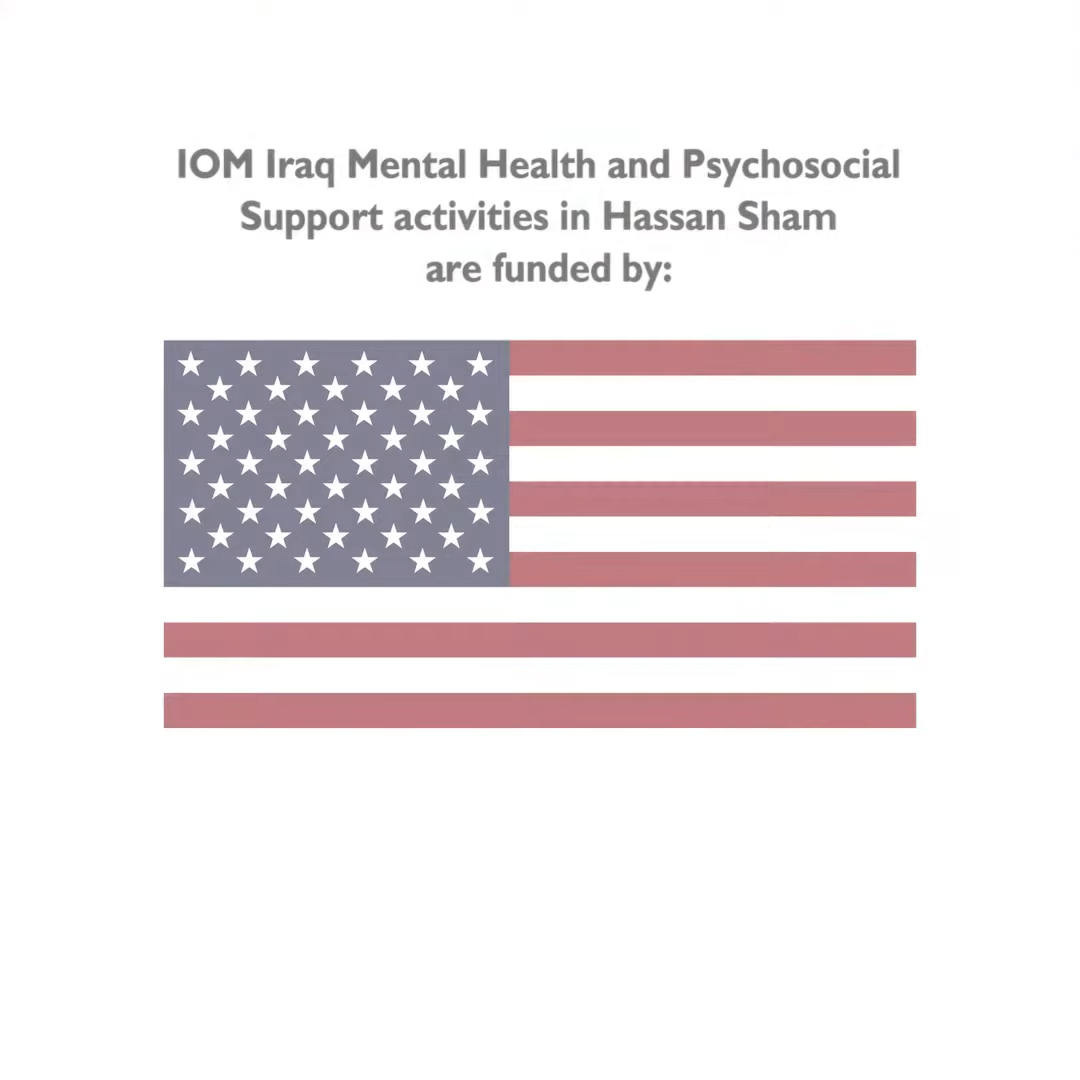 IOM Iraq Mental Health and Psychosocial
Support activities in Hassan Sham
are funded by: